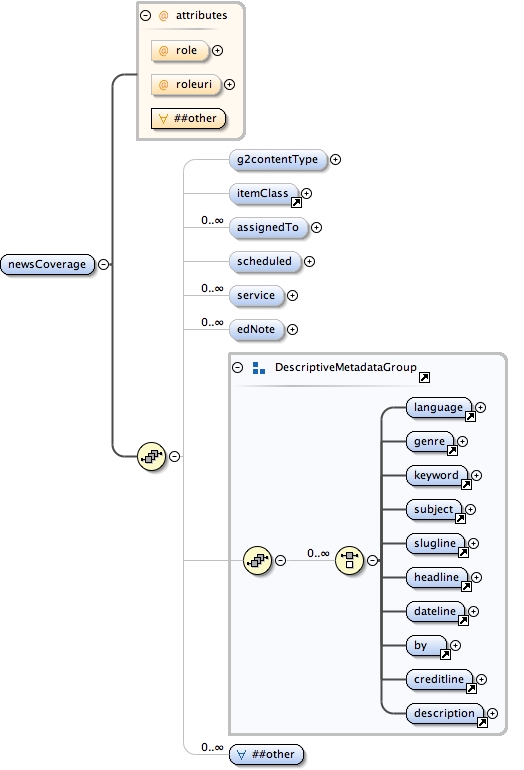 attributes
@ role
@ roleuri
∀ ##other
g2contentType
itemClass
0..∞ assignedTo
newsCoverage
scheduled
0..∞ service
0..∞ edNote
DescriptiveMetadataGroup
language
genre
keyword
subject
slugline
0..∞
headline
dateline
by
creditline
description
0..∞ ∀ ##other